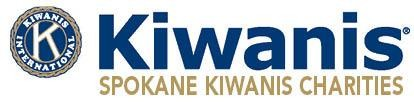 KIWANIS
INTERNATIONAL
K
Kiwanis®
SPOKANE KIWANIS CHARITIES